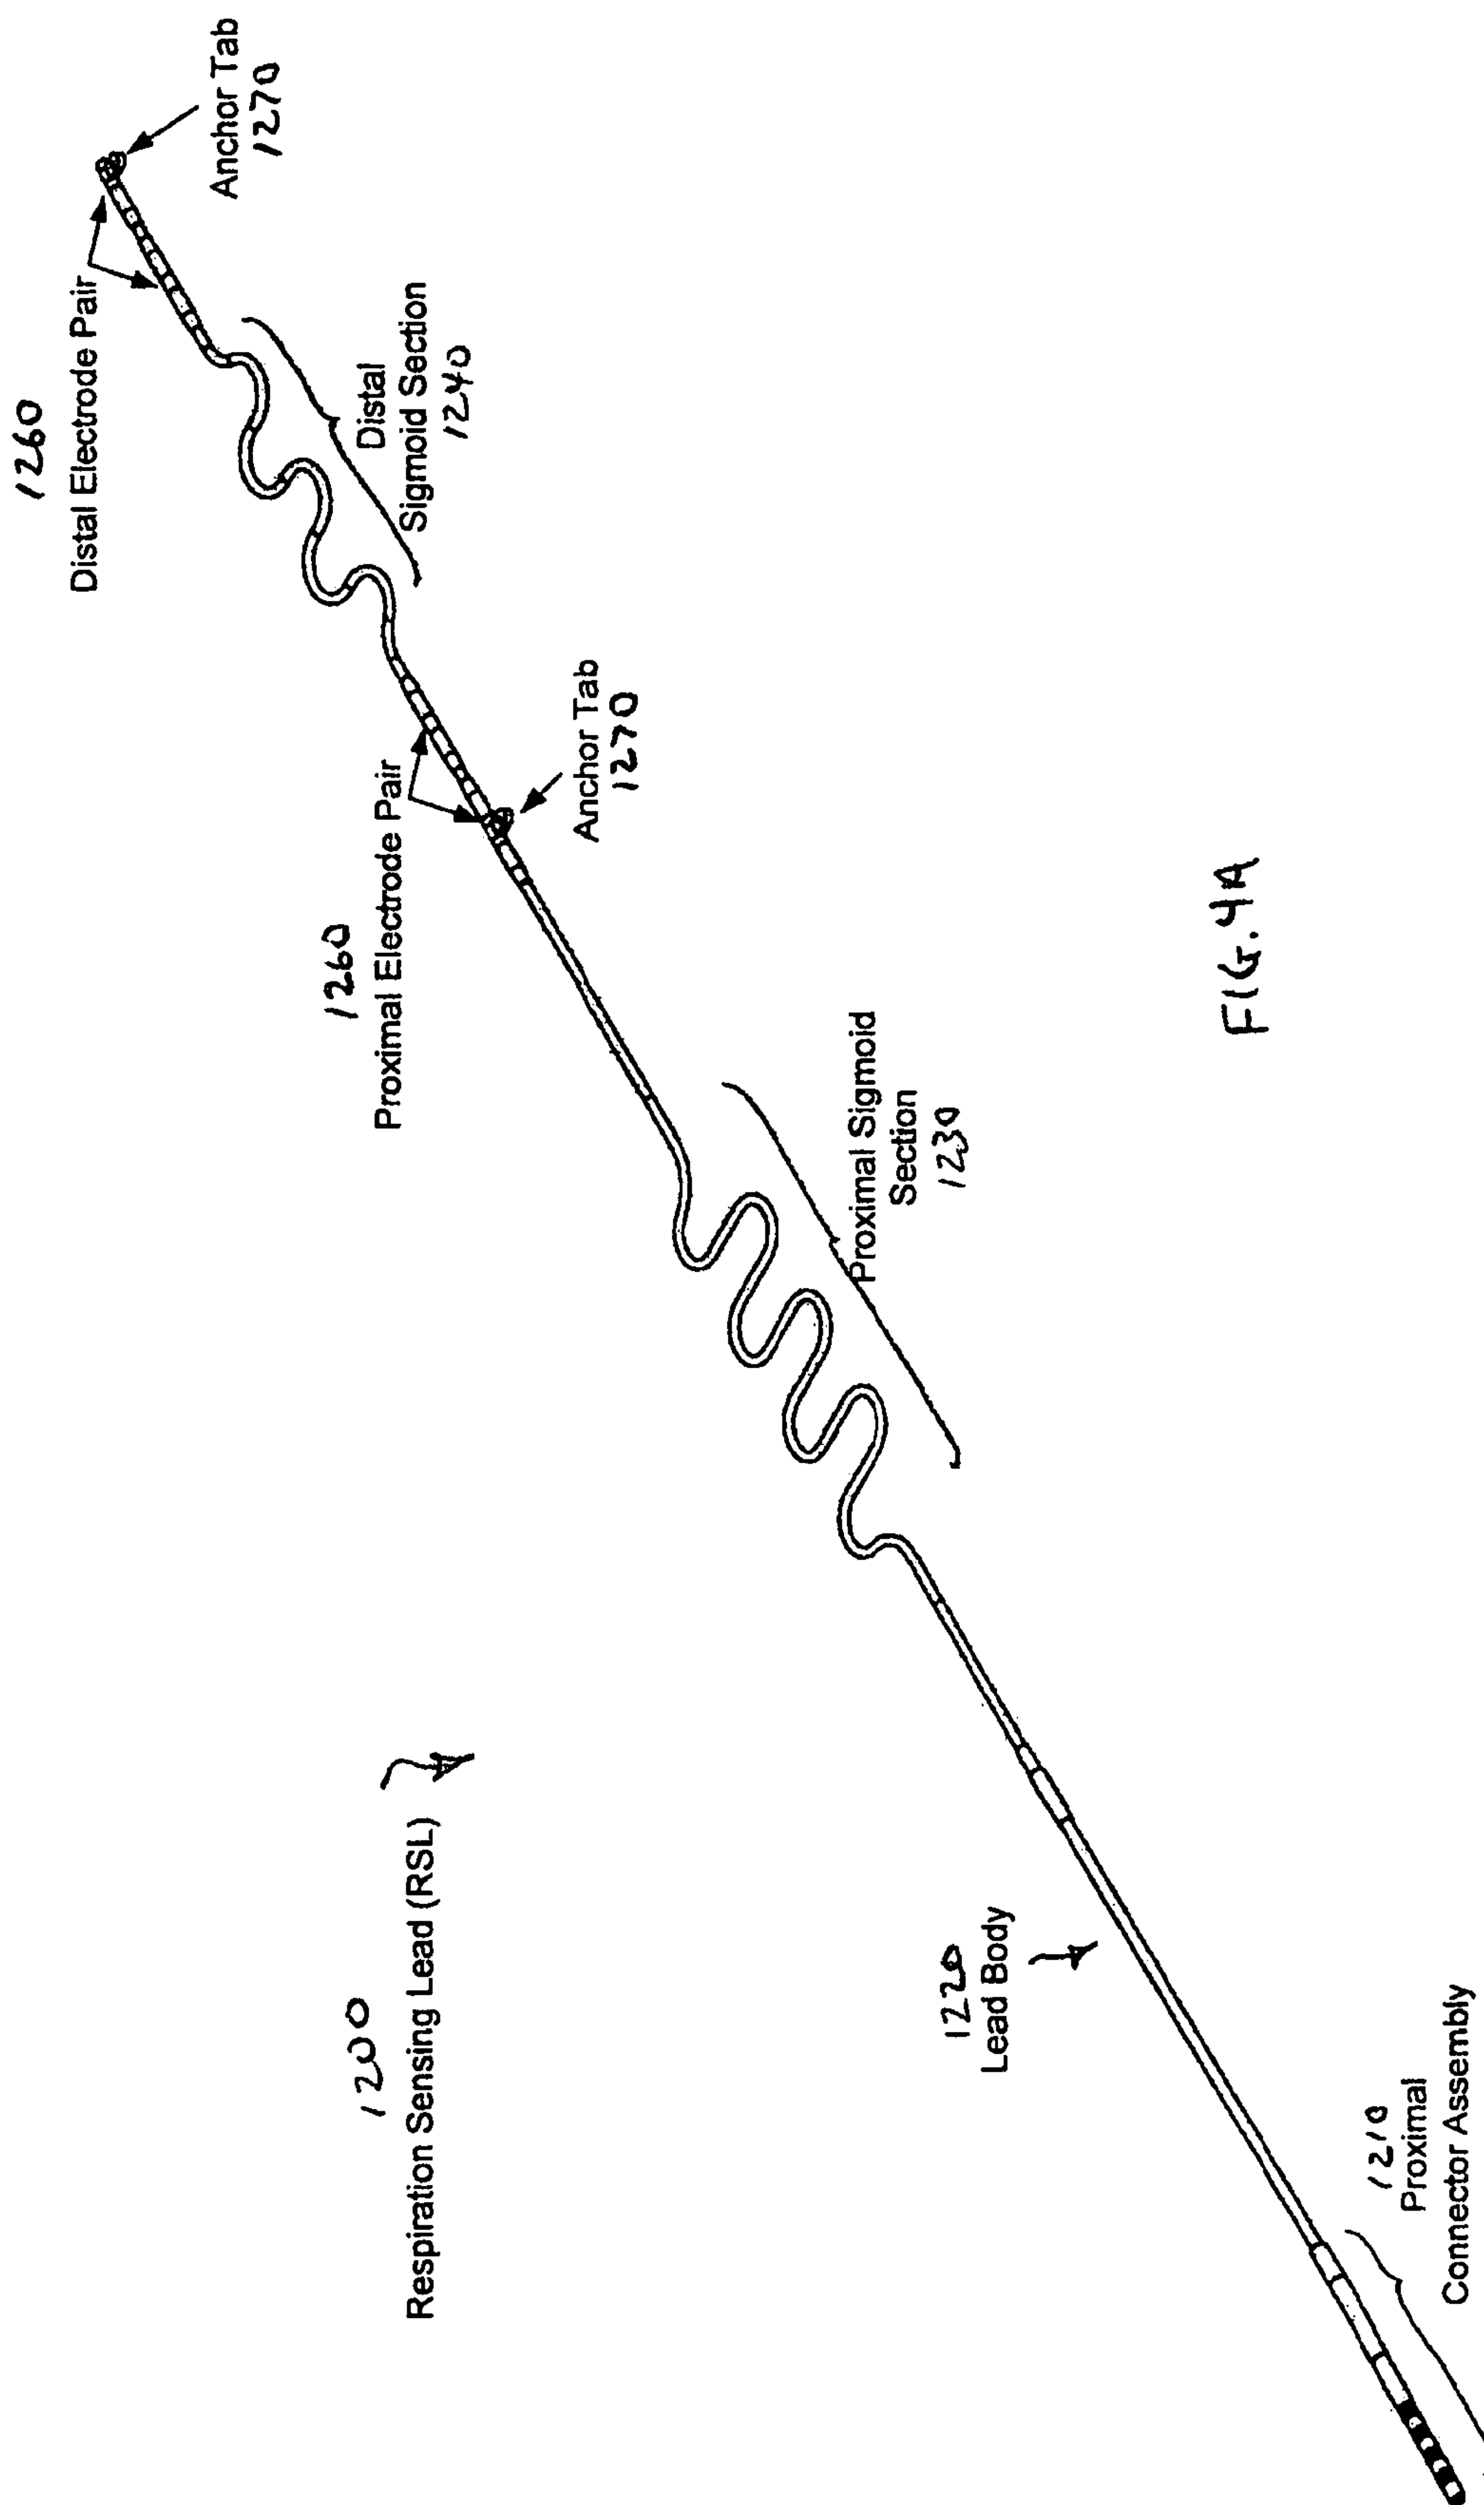 1260
Distal Electrode Pair
Anchor Tab
1270
Distal
Sigmoid Section
1240
1260
Proximal Electrode Pair
Anchor Tab
1270
Proximal Sigmoid
Section
1230
1200
Respiration Sensing Lead (RSL)
1220
Lead Body
1210
Proximal
Connector Assembly
FIG. 4A